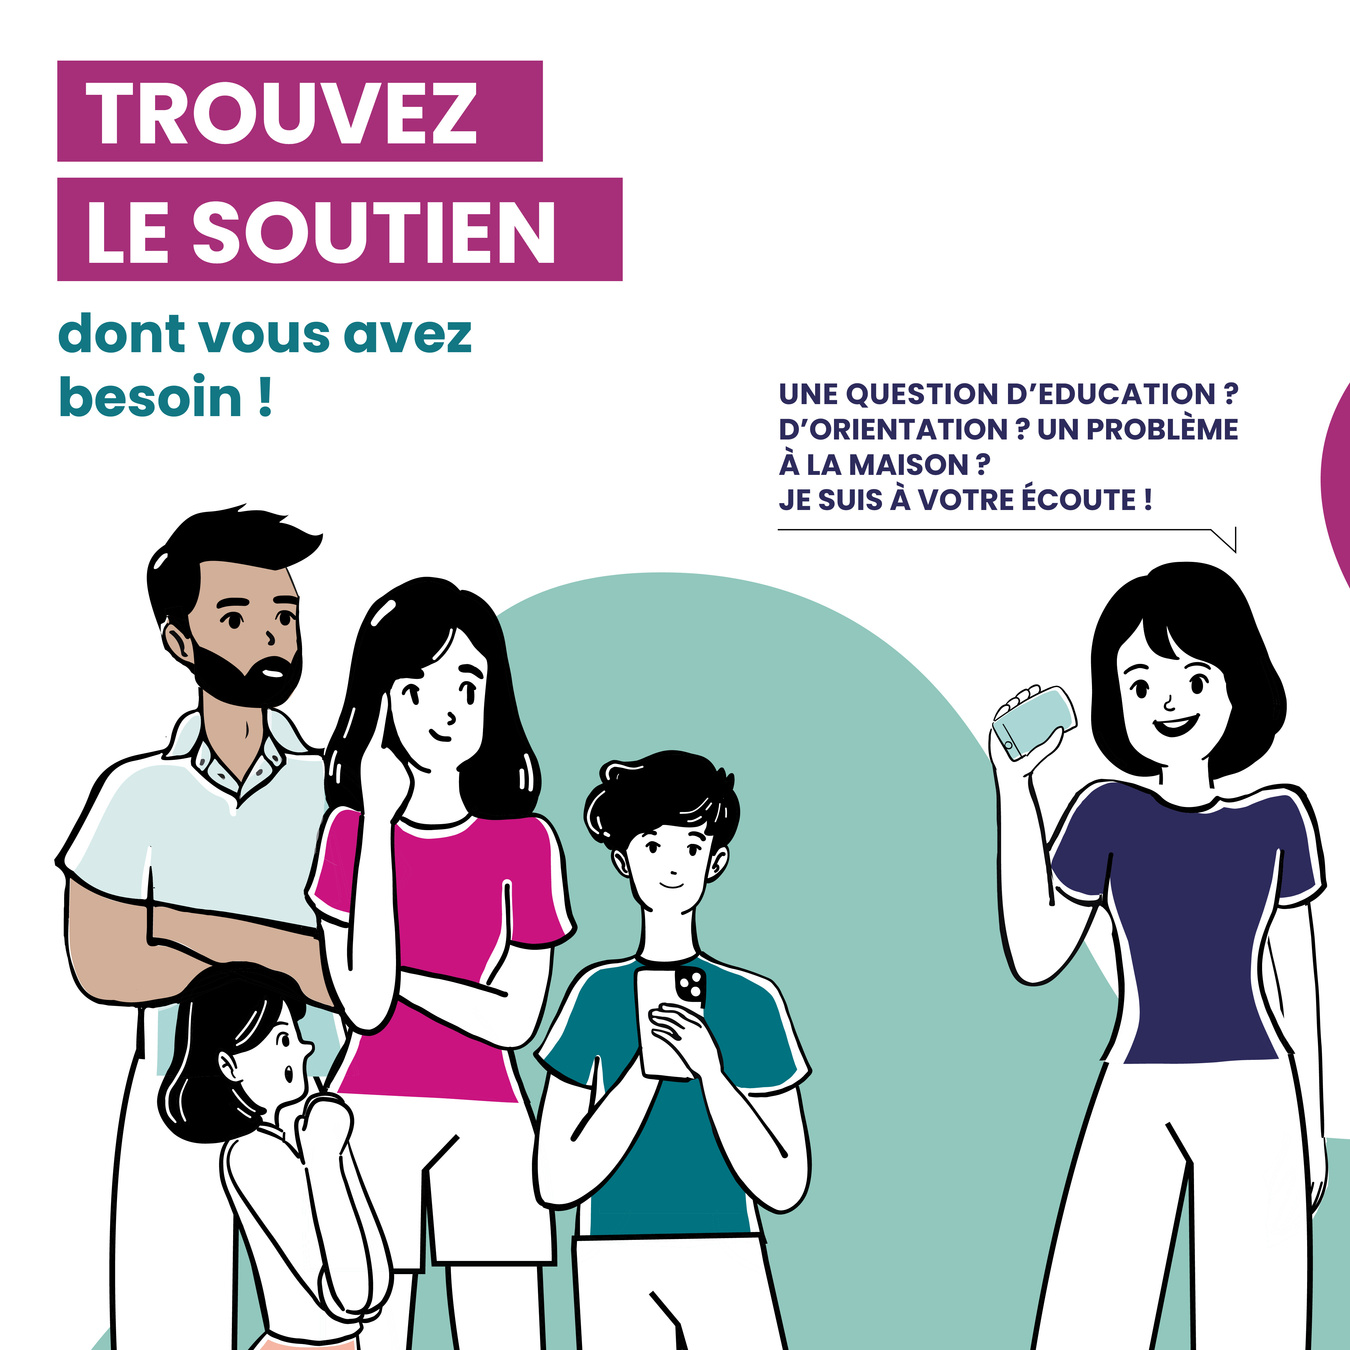 TROUVEZ
LE SOUTIEN
dont vous avez
besoin !
UNE QUESTION D’EDUCATION ?
D’ORIENTATION ? UN PROBLÈME
À LA MAISON ?
JE SUIS À VOTRE ÉCOUTE !